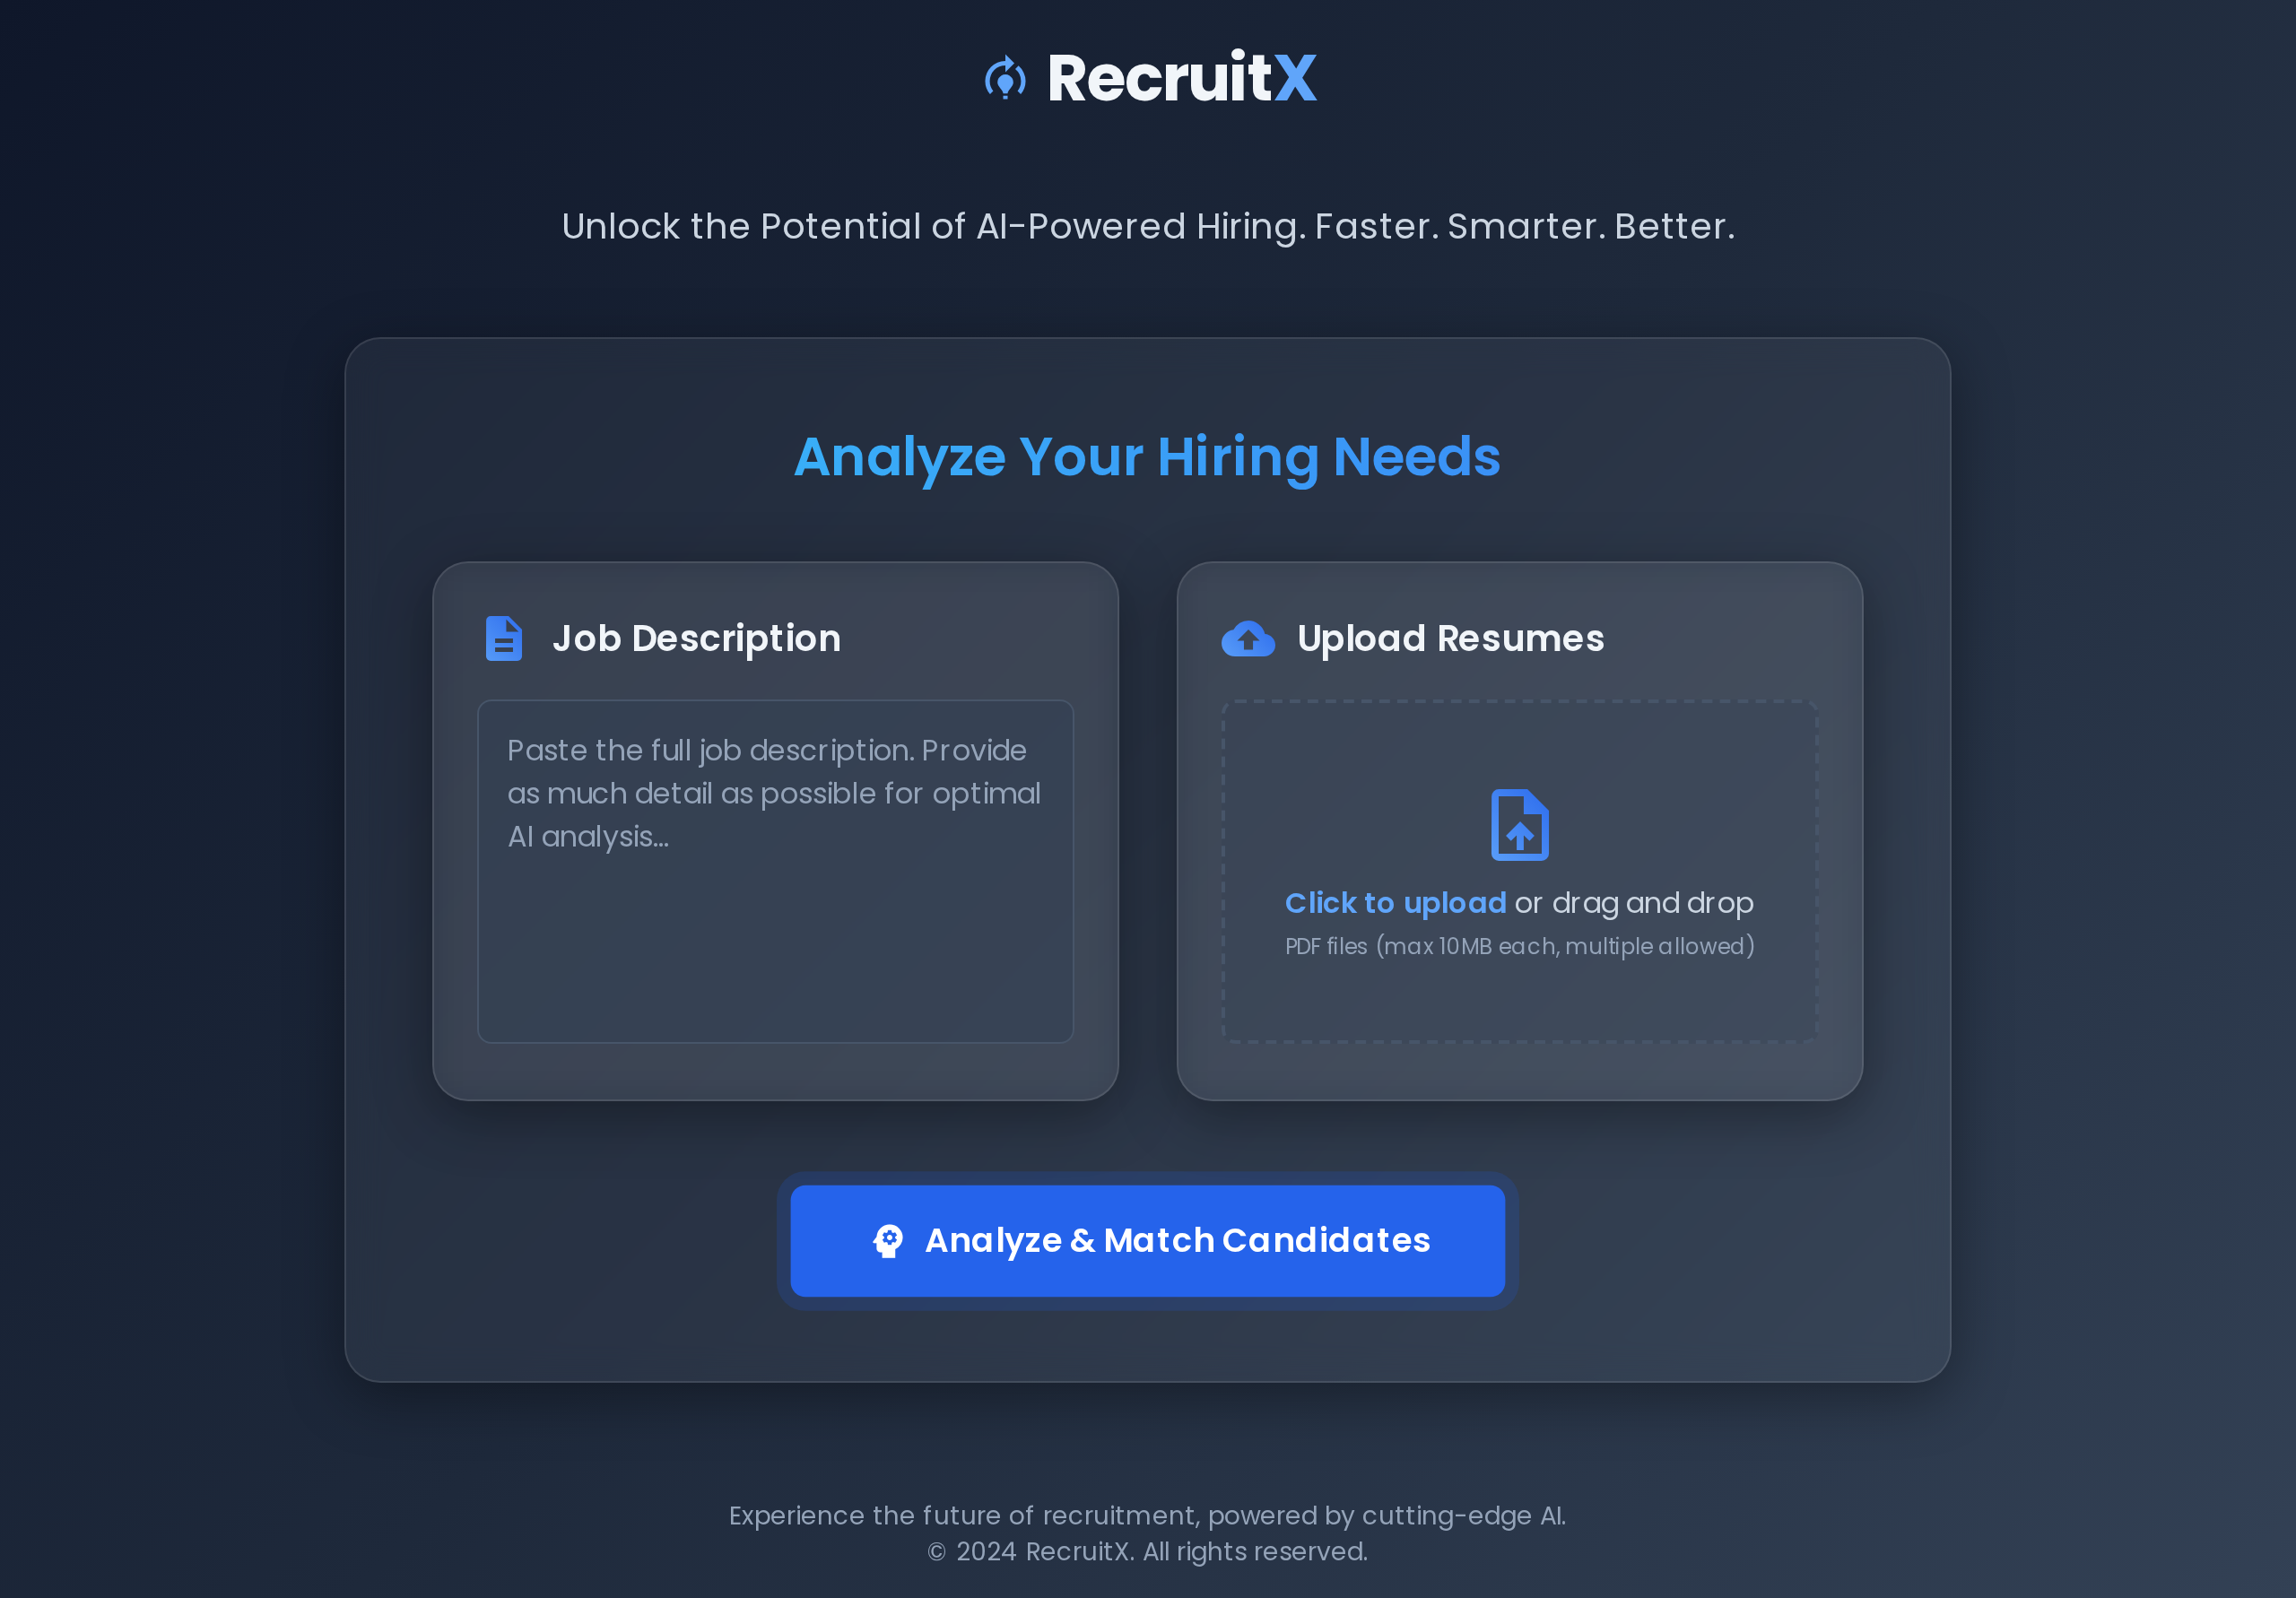 RecruitX
Unlock the Potential of AI-Powered Hiring. Faster. Smarter. Better.
Analyze Your Hiring Needs
Job Description
Paste the full job description. Provide
as much detail as possible for optimal
AI analysis...
Upload Resumes
Click to upload or drag and drop
PDF files (max 10MB each, multiple allowed)
Analyze & Match Candidates
Experience the future of recruitment, powered by cutting-edge AI.
© 2024 RecruitX. All rights reserved.